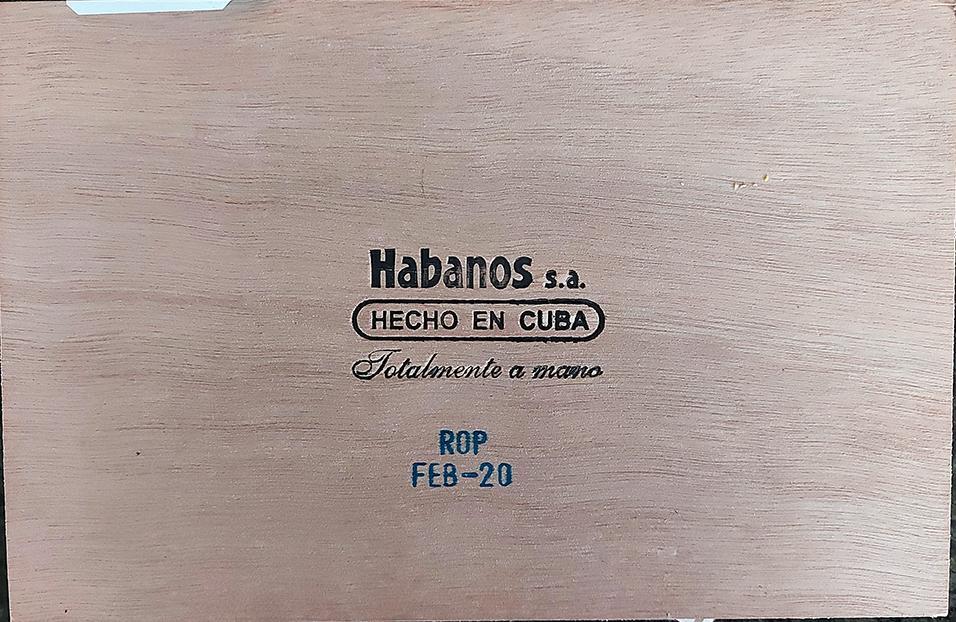 Habanos s.a.
HECHO EN CUBA
Totalmente a mano
ROP
FEB-20